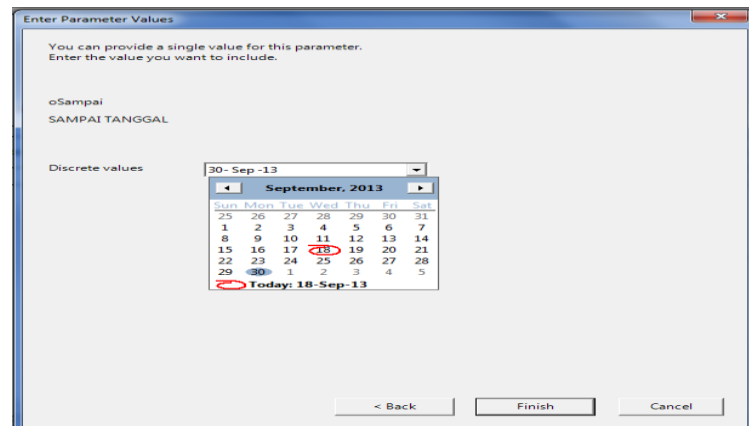 Enter Parameter Values
You can provide a single value for this parameter.
Enter the value you want to include.
oSampai
SAMPAI TANGGAL
Discrete values
30- Sep -13
September, 2013
Sun Mon Tue Wed Thu Fri Sat
25 26 27 28 29 30 31
1 2 3 4 5 6 7
8 9 10 11 12 13 14
15 16 17 18 19 20 21
22 23 24 25 26 27 28
29 30 1 2 3 4 5
Today: 18-Sep-13
< Back Finish Cancel